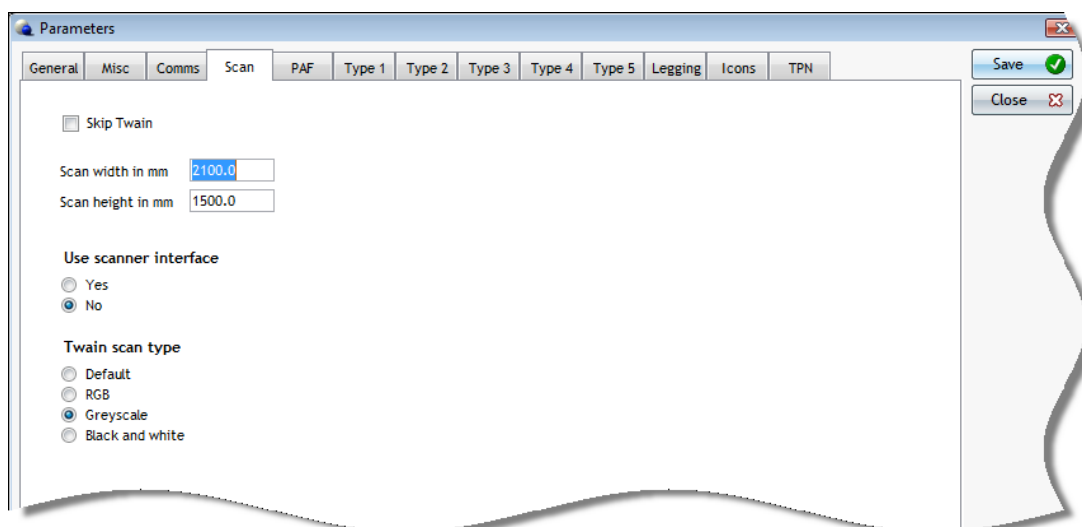 Parameters
General Misc Comms Scan PAF Type 1 Type 2 Type 3 Type 4 Type 5 Legging Icons TPN
Save
Close
Skip Twain
Scan width in mm 2100.0
Scan height in mm 1500.0
Use scanner interface
Yes
No
Twain scan type
Default
RGB
Greyscale
Black and white